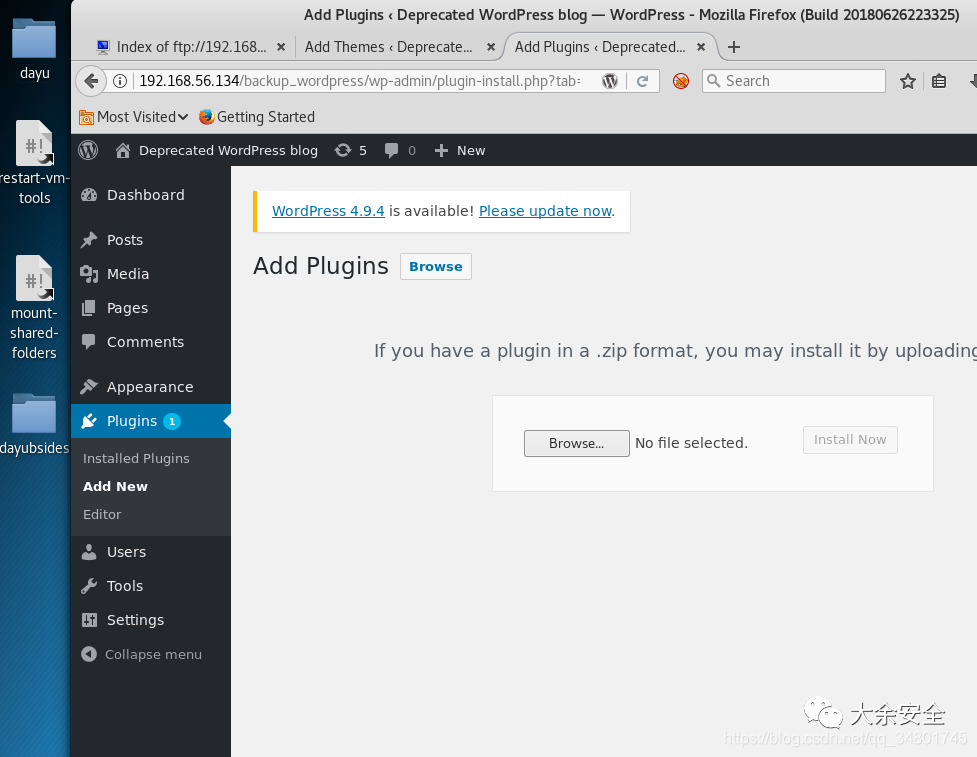 Add Plugins ‹ Deprecated WordPress blog — WordPress - Mozilla Firefox (Build 20180626223325)
Index of ftp://192.168... ×
Add Themes ‹ Deprecate... ×
Add Plugins ‹ Deprecated... ×
192.168.56.134/backup_wordpress/wp-admin/plugin-install.php?tab=
Search
Most Visited
Getting Started
dayu
#!
restart-vm-
tools
#!
mount-
shared-
folders
dayubsides
Deprecated WordPress blog
5
0
New
Dashboard
Posts
Media
Pages
Comments
Appearance
Plugins 1
Installed Plugins
Add New
Editor
Users
Tools
Settings
Collapse menu
WordPress 4.9.4 is available! Please update now.
Add Plugins Browse
If you have a plugin in a .zip format, you may install it by uploading
Browse... No file selected.
Install Now
大余安全
https://blog.csdn.net/qq_34801745